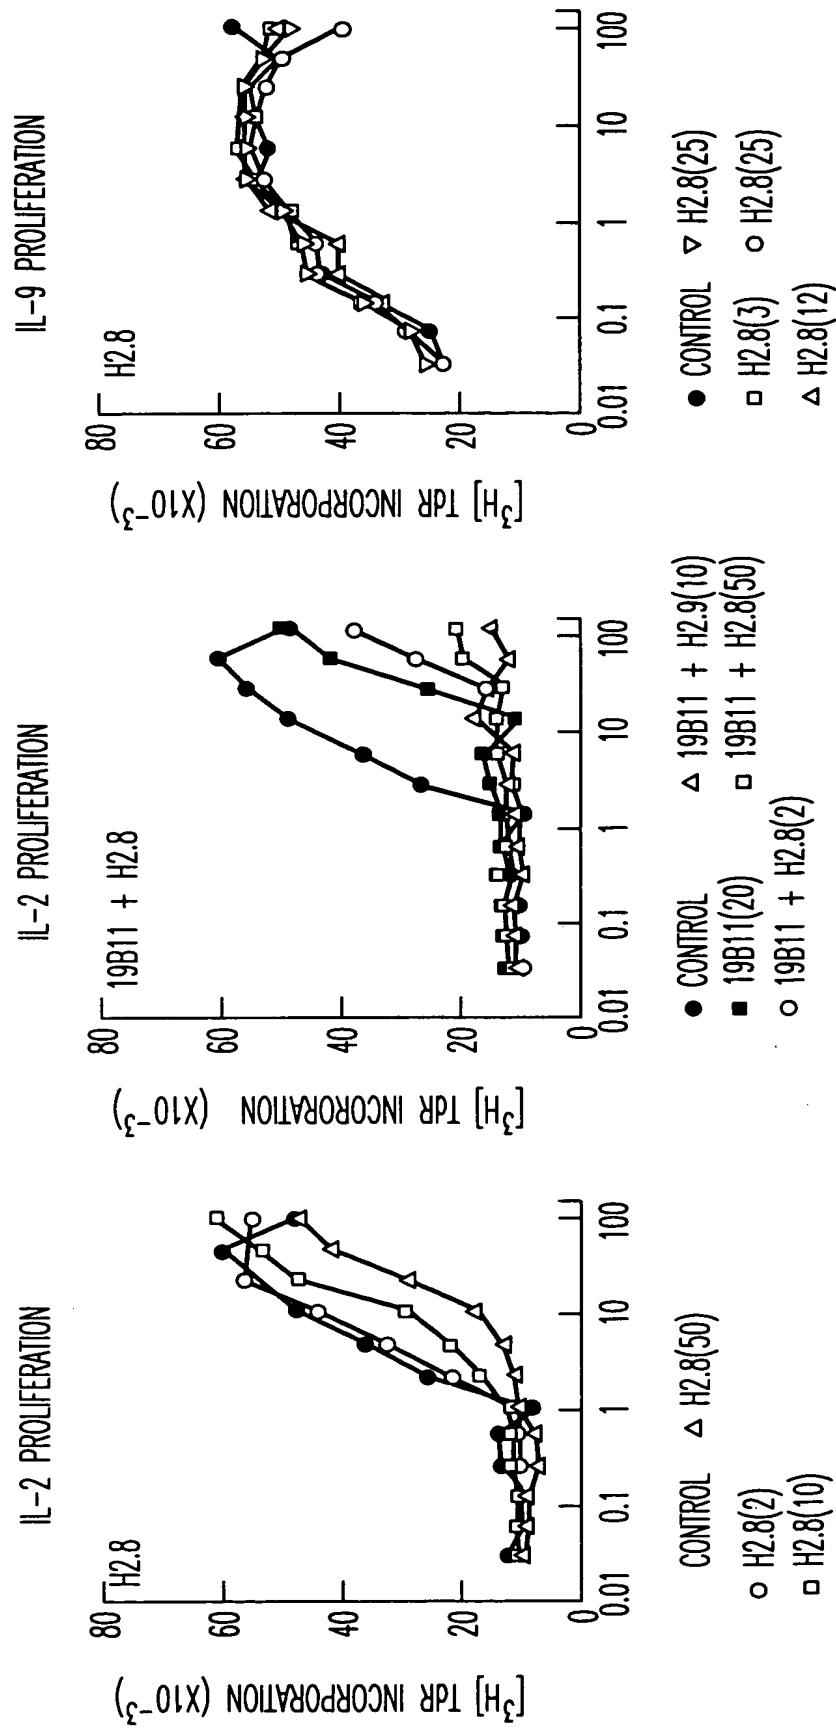 IL-2 PROLIFERATION
H2.8
[³H] TdR INCORPORATION (X10⁻³)
80
60
40
20
0
0.01
0.1
1
10
100
CONTROL △ H2.8(50)
○ H2.8(2)
□ H2.8(10)
IL-2 PROLIFERATION
19B11 + H2.8
[³H] TdR INCORORATION (X10⁻³)
80
60
40
20
0
0.01
0.1
1
10
100
● CONTROL △ 19B11 + H2.9(10)
■ 19B11(20) □ 19B11 + H2.8(50)
○ 19B11 + H2.8(2)
IL-9 PROLIFERATION
H2.8
[³H] TdR INCORPORATION (X10⁻³)
80
60
40
20
0
0.01
0.1
1
10
100
● CONTROL ▽ H2.8(25)
□ H2.8(3) ○ H2.8(25)
△ H2.8(12)